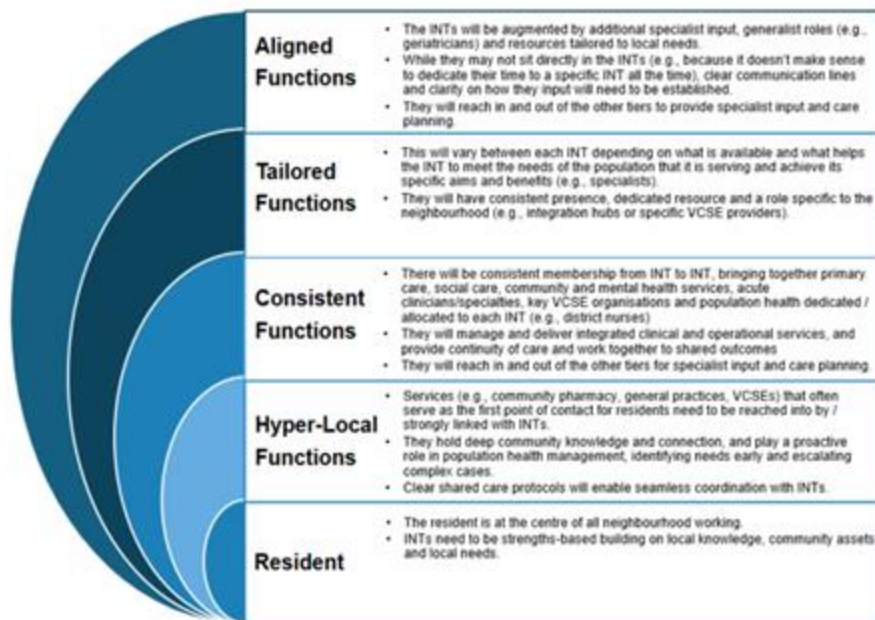 Aligned
Functions
• The INTs will be augmented by additional specialist input, generalist roles (e.g.,
geriatricians) and resources tailored to local needs.
• While they may not sit directly in the INTs (e.g., because it doesn't make sense
to dedicate their time to a specific INT all the time), clear communication lines
and clarity on how they input will need to be established.
• They will reach in and out of the other tiers to provide specialist input and care
planning.
Tailored
Functions
• This will vary between each INT depending on what is available and what helps
the INT to meet the needs of the population that it is serving and achieve its
specific aims and benefits (e.g., specialists).
• They will have consistent presence, dedicated resource and a role specific to the
neighbourhood (e.g., integration hubs or specific VCSE providers).
Consistent
Functions
• There will be consistent membership from INT to INT, bringing together primary
care, social care, community and mental health services, acute
clinicians/specialties, key VCSE organisations and population health dedicated /
allocated to each INT (e.g., district nurses)
• They will manage and deliver integrated clinical and operational services, and
provide continuity of care and work together to shared outcomes
• They will reach in and out of the other tiers for specialist input and care planning.
Hyper-Local
Functions
• Services (e.g., community pharmacy, general practices, VCSEs) that often
serve as the first point of contact for residents need to be reached into by /
strongly linked with INTs.
• They hold deep community knowledge and connection, and play a proactive
role in population health management, identifying needs early and escalating
complex cases.
• Clear shared care protocols will enable seamless coordination with INTs.
Resident
• The resident is at the centre of all neighbourhood working.
• INTs need to be strengths-based building on local knowledge, community assets
and local needs.